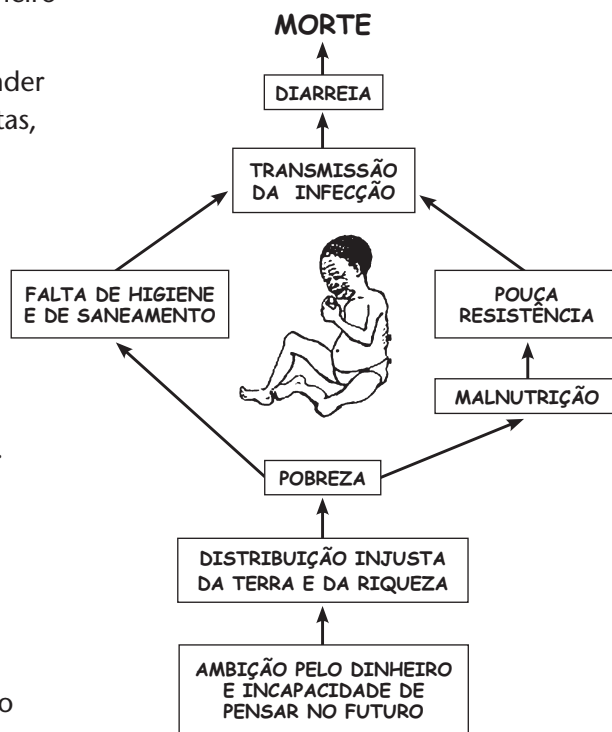 MORTE
DIARREIA
TRANSMISSÃO
DA INFECÇÃO
FALTA DE HIGIENE
E DE SANEAMENTO
POUCA
RESISTÊNCIA
MALNUTRIÇÃO
POBREZA
DISTRIBUIÇÃO INJUSTA
DA TERRA E DA RIQUEZA
AMBIÇÃO PELO DINHEIRO
E INCAPACIDADE DE
PENSAR NO FUTURO